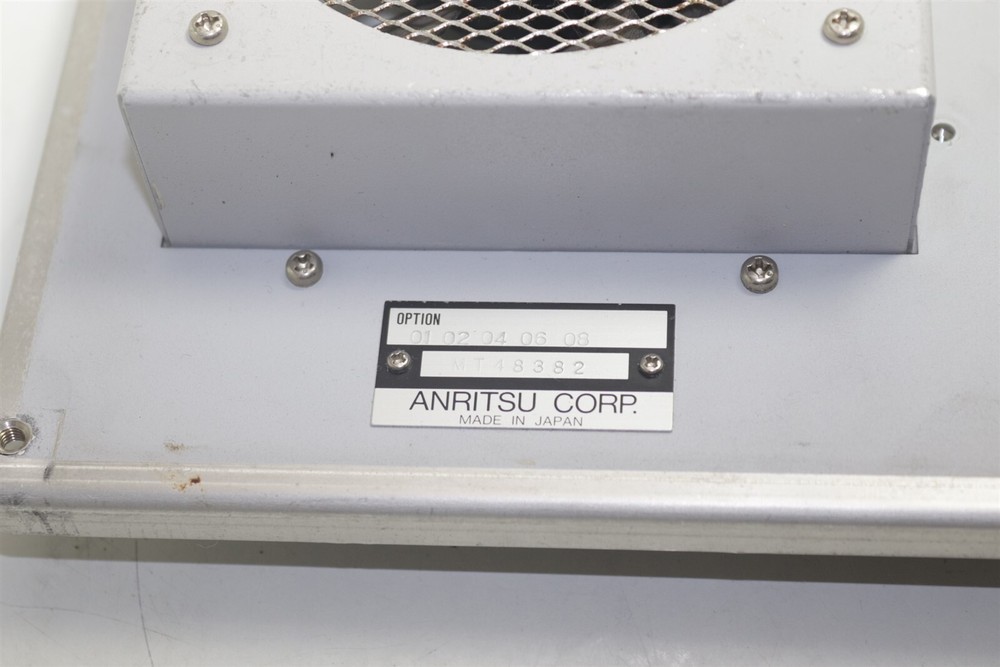 OPTION
01 02 04 06 08
MT48382
ANRITSU CORP.
MADE IN JAPAN